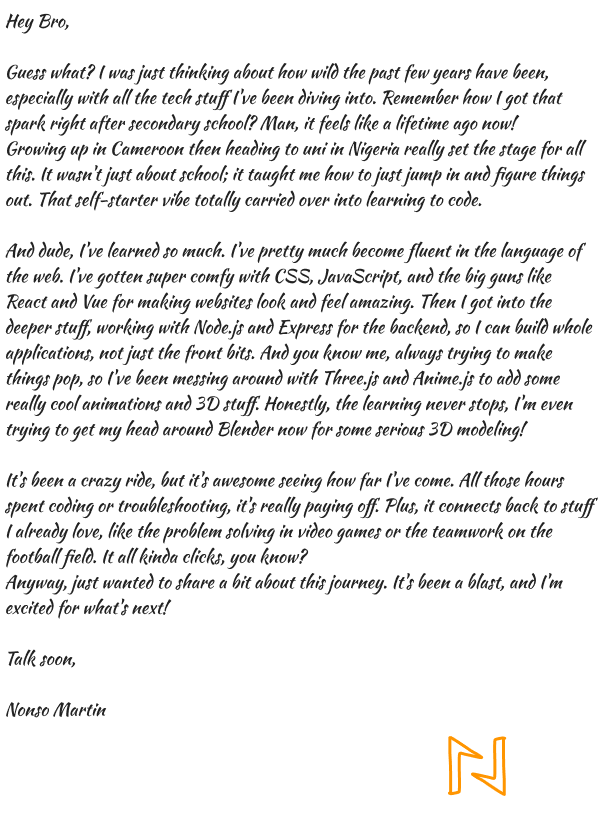 Hey Bro,
Guess what? I was just thinking about how wild the past few years have been,
especially with all the tech stuff I've been diving into. Remember how I got that
spark right after secondary school? Man, it feels like a lifetime ago now!
Growing up in Cameroon then heading to uni in Nigeria really set the stage for all
this. It wasn't just about school; it taught me how to just jump in and figure things
out. That self-starter vibe totally carried over into learning to code.
And dude, I've learned so much. I've pretty much become fluent in the language of
the web. I've gotten super comfy with CSS, JavaScript, and the big guns like
React and Vue for making websites look and feel amazing. Then I got into the
deeper stuff, working with Node.js and Express for the backend, so I can build whole
applications, not just the front bits. And you know me, always trying to make
things pop, so I've been messing around with Three.js and Anime.js to add some
really cool animations and 3D stuff. Honestly, the learning never stops, I'm even
trying to get my head around Blender now for some serious 3D modeling!
It's been a crazy ride, but it's awesome seeing how far I've come. All those hours
spent coding or troubleshooting, it's really paying off. Plus, it connects back to stuff
I already love, like the problem solving in video games or the teamwork on the
football field. It all kinda clicks, you know?
Anyway, just wanted to share a bit about this journey. It's been a blast, and I'm
excited for what's next!
Talk soon,
Nonso Martin
N